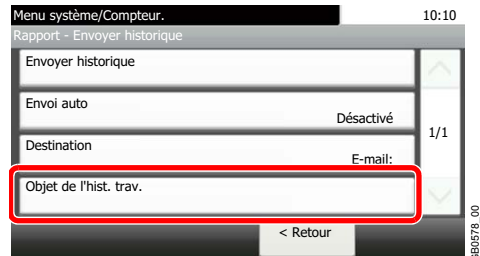 Menu système/Compteur. 10:10
Rapport - Envoyer historique
Envoyer historique
Envoi auto
Désactivé
Destination
E-mail:
1/1
Objet de l'hist. trav.
< Retour
GB0578_00